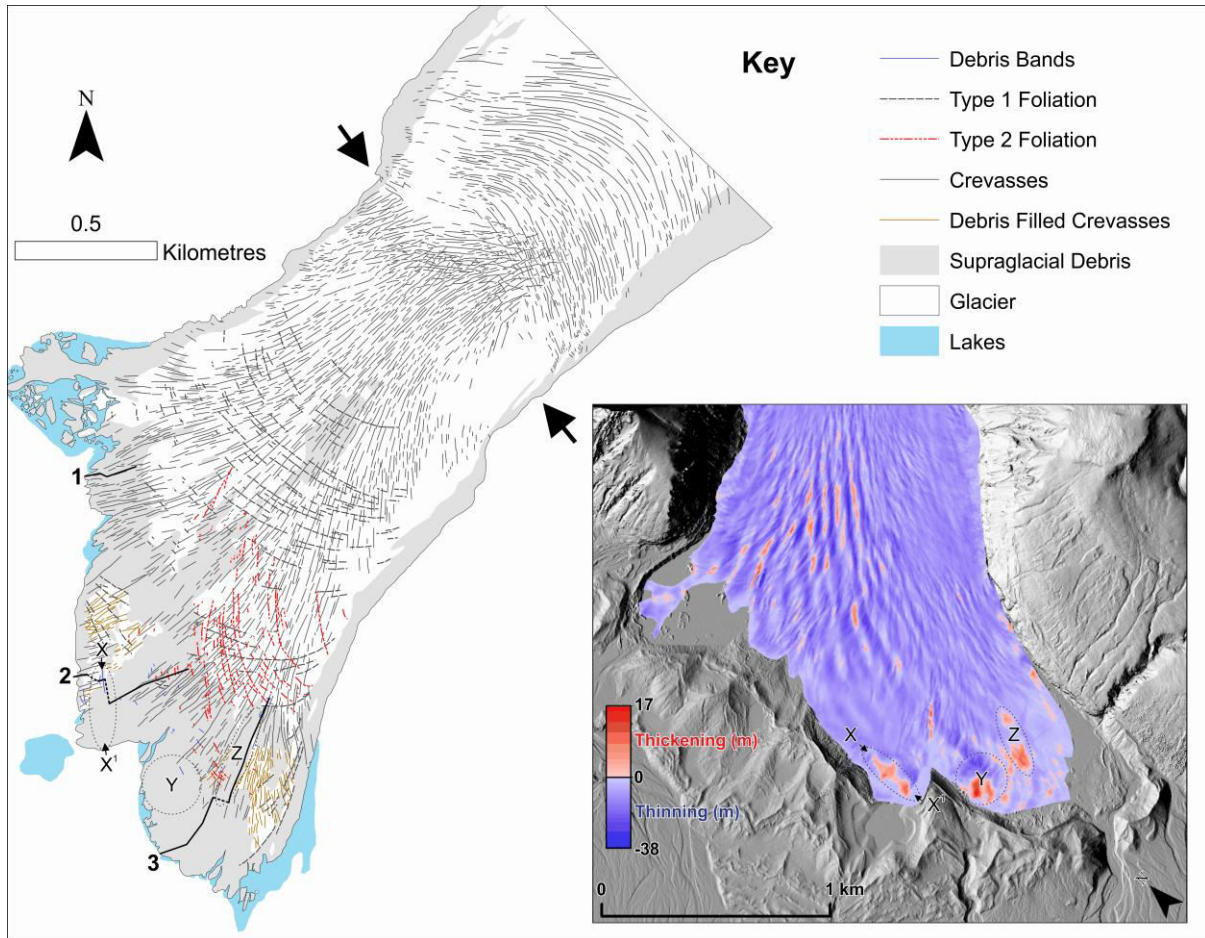 N
0.5
Kilometres
Key
Debris Bands
Type 1 Foliation
Type 2 Foliation
Crevasses
Debris Filled Crevasses
Supraglacial Debris
Glacier
Lakes
1
X
2
X¹
Y
Z
3
17
Thickening (m)
0
Thinning (m)
-38
X
X¹
Y
Z
0
1 km